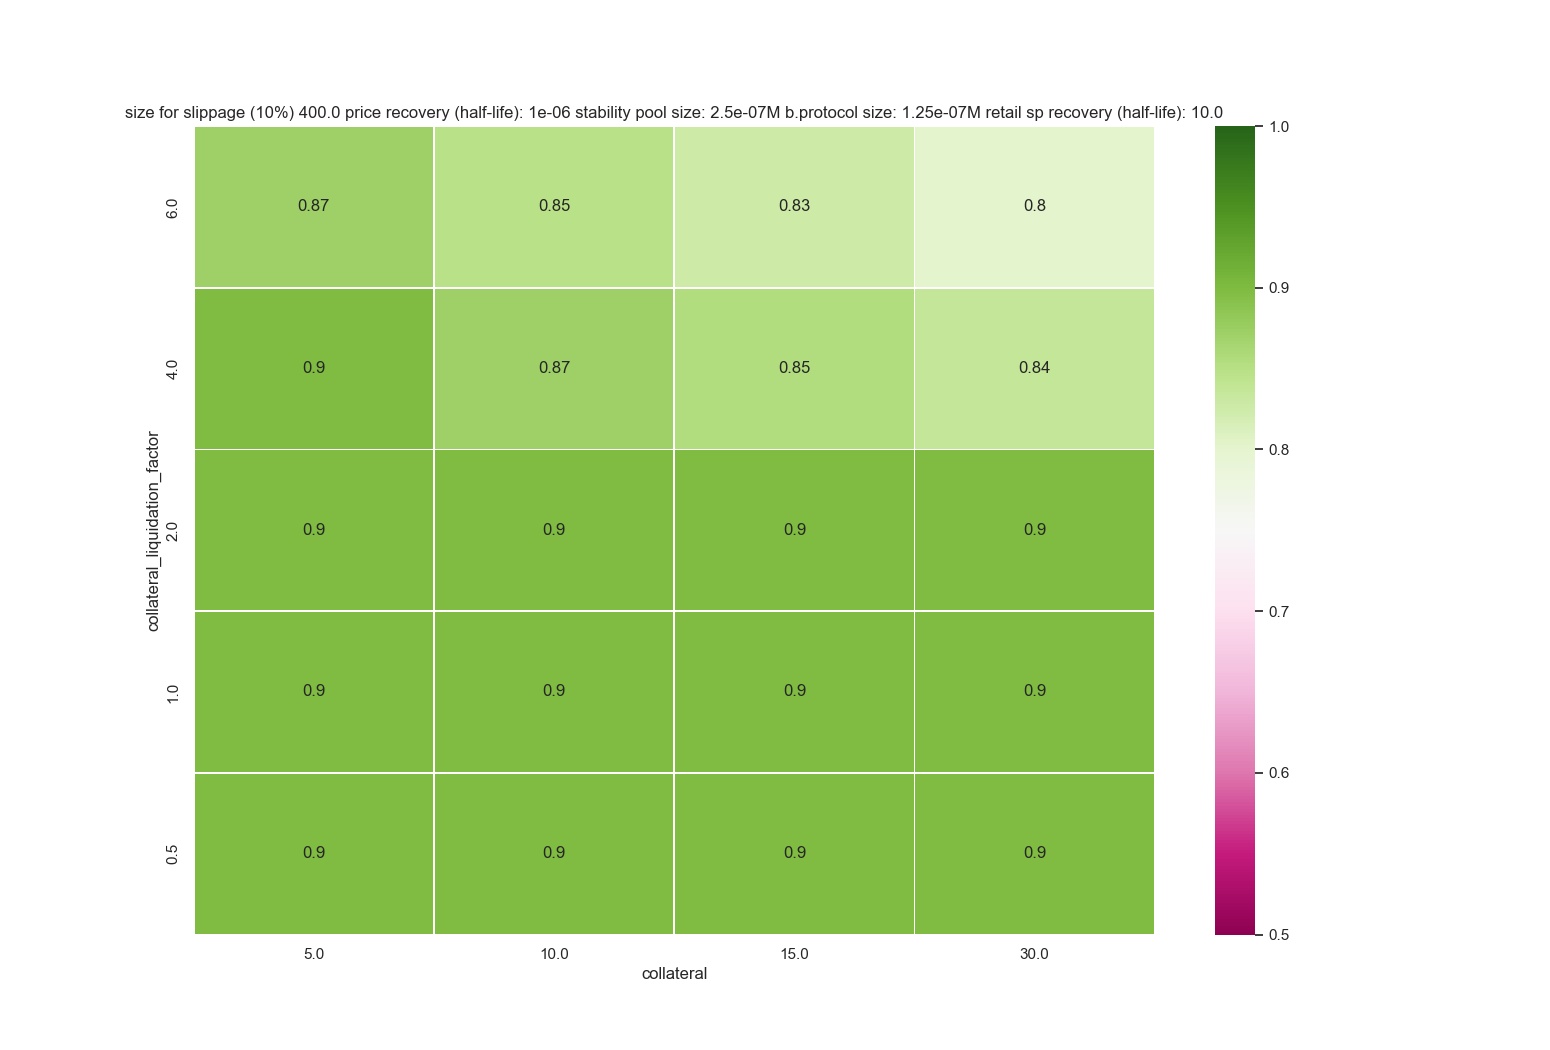 size for slippage (10%) 400.0 price recovery (half-life): 1e-06 stability pool size: 2.5e-07M b.protocol size: 1.25e-07M retail sp recovery (half-life): 10.0
1.0
6.0
0.87 0.85 0.83 0.8
0.9
4.0
0.9 0.87 0.85 0.84
0.8
collateral_liquidation_factor
2.0
0.9 0.9 0.9 0.9
0.7
1.0
0.9 0.9 0.9 0.9
0.6
0.5
0.9 0.9 0.9 0.9
0.5
5.0 10.0 15.0 30.0
collateral